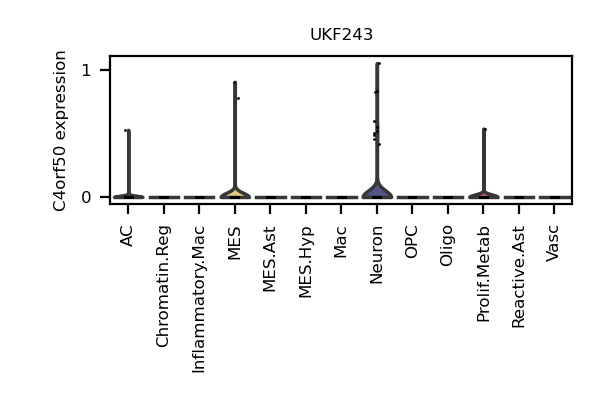 UKF243
C4orf50 expression
1
0
AC
Chromatin.Reg
Inflammatory.Mac
MES
MES.Ast
MES.Hyp
Mac
Neuron
OPC
Oligo
Prolif.Metab
Reactive.Ast
Vasc